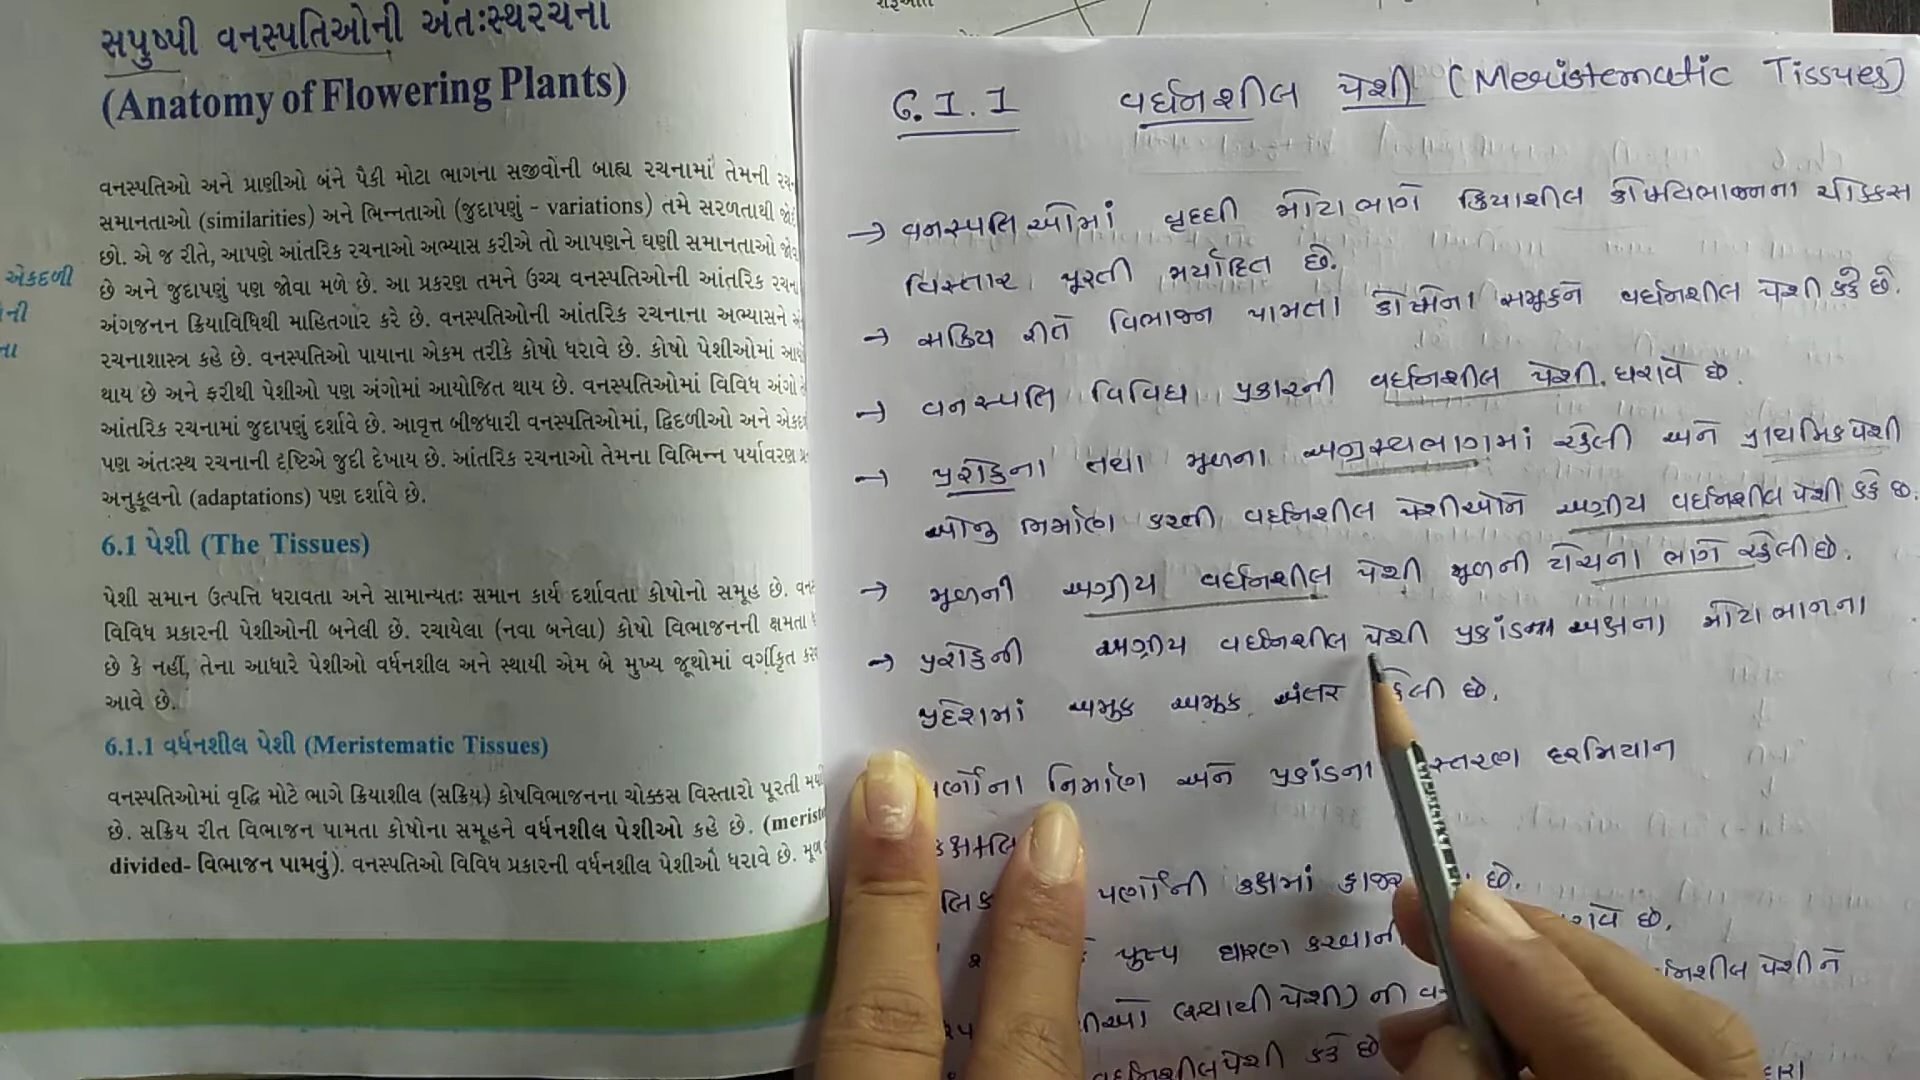 સપુષ્પી વનસ્પતિઓની અંતઃસ્થરચના
(Anatomy of Flowering Plants)
વનસ્પતિઓ અને પ્રાણીઓ બંને પૈકી મોટા ભાગના સજીવોની બાહ્ય રચનામાં તેમની
સમાનતાઓ (similarities) અને ભિન્નતાઓ (જુદાપણું - variations) તમે સરળતાથી
છો. એ જ રીતે, આપણે આંતરિક રચનાઓ અભ્યાસ કરીએ તો આપણને ઘણી સમાનતાઓ
એકદળી
છે અને જુદાપણું પણ જોવા મળે છે. આ પ્રકરણ તમને ઉચ્ચ વનસ્પતિઓની આંતરિક
અંગજનન ક્રિયાવિધિથી માહિતગાર કરે છે. વનસ્પતિઓની આંતરિક રચનાના અભ્યાસને
રચનાશાસ્ત્ર કહે છે. વનસ્પતિઓ પાયાના એકમ તરીકે કોષો ધરાવે છે. કોષો પેશીઓમાં
થાય છે અને ફરીથી પેશીઓ પણ અંગોમાં આયોજિત થાય છે. વનસ્પતિઓમાં વિવિધ અંગો
આંતરિક રચનામાં જુદાપણું દર્શાવે છે. આવૃત્ત બીજધારી વનસ્પતિઓમાં, દ્વિદળીઓ અને
પણ અંતઃસ્થ રચનાની દૃષ્ટિએ જુદી દેખાય છે. આંતરિક રચનાઓ તેમના વિભિન્ન પર્યાવરણ
અનુકૂલનો (adaptations) પણ દર્શાવે છે.
6.1 પેશી (The Tissues)
પેશી સમાન ઉત્પત્તિ ધરાવતા અને સામાન્યતઃ સમાન કાર્ય દર્શાવતા કોષોનો સમૂહ છે.
વિવિધ પ્રકારની પેશીઓની બનેલી છે. રચાયેલા (નવા બનેલા) કોષો વિભાજનની ક્ષમતા
છે કે નહીં, તેના આધારે પેશીઓ વર્ધનશીલ અને સ્થાયી એમ બે મુખ્ય જૂથોમાં વર્ગીકૃત
આવે છે.
6.1.1 વર્ધનશીલ પેશી (Meristematic Tissues)
વનસ્પતિઓમાં વૃદ્ધિ મોટે ભાગે ક્રિયાશીલ (સક્રિય) કોષવિભાજનના ચોક્કસ વિસ્તારો પૂરતી
છે. સક્રિય રીત વિભાજન પામતા કોષોના સમૂહને વર્ધનશીલ પેશીઓ કહે છે.
divided- વિભાજન પામવું). વનસ્પતિઓ વિવિધ પ્રકારની વર્ધનશીલ પેશીઓ ધરાવે છે.
6.1.1 વર્ધનશીલ પેશી (Meristematic Tissues)
→ વનસ્પતિઓમાં વૃદ્ધી મોટાભાગે ક્રિયાશીલ કોષવિભાજનના ચોક્કસ
વિસ્તાર પૂરતી મર્યાદિત છે.
→ સક્રિય રીતે વિભાજન પામતા કોષોના સમૂહને વર્ધનશીલ પેશી કહે છે.
→ વનસ્પતિ વિવિધ પ્રકારની વર્ધનશીલ પેશી ધરાવે છે.
→ પ્રરોહના તથા મૂળના અગ્રસ્થભાગમાં રહેલી અને પ્રાથમિક પેશી
ઓનુ નિર્માણ કરતી વર્ધનશીલ પેશીઓને અગ્રીય વર્ધનશીલ પેશી કહે છે.
→ મૂળની અગ્રીય વર્ધનશીલ પેશી મૂળની ટોચના ભાગે રહેલી છે.
→ પ્રરોહની અગ્રીય વર્ધનશીલ પેશી પ્રકાંડના અક્ષના મોટા ભાગના
પ્રદેશમાં અમુક અમુક અંતર છે.
નિર્માણ અને પ્રકાંડના દરમિયાન
પર્ણોની કક્ષમાં છે.
પુષ્પ ધારણ કરવાની છે.
(સ્થાયી પેશી) ની પેશીને
વર્ધનશીલ પેશી કહે છે